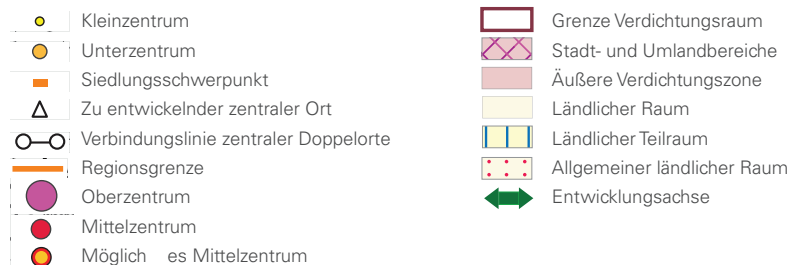 Kleinzentrum
Unterzentrum
Siedlungsschwerpunkt
Zu entwickelnder zentraler Ort
Verbindungslinie zentraler Doppelorte
Regionsgrenze
Oberzentrum
Mittelzentrum
Möglich es Mittelzentrum
Grenze Verdichtungsraum
Stadt- und Umlandbereiche
Äußere Verdichtungszone
Ländlicher Raum
Ländlicher Teilraum
Allgemeiner ländlicher Raum
Entwicklungsachse